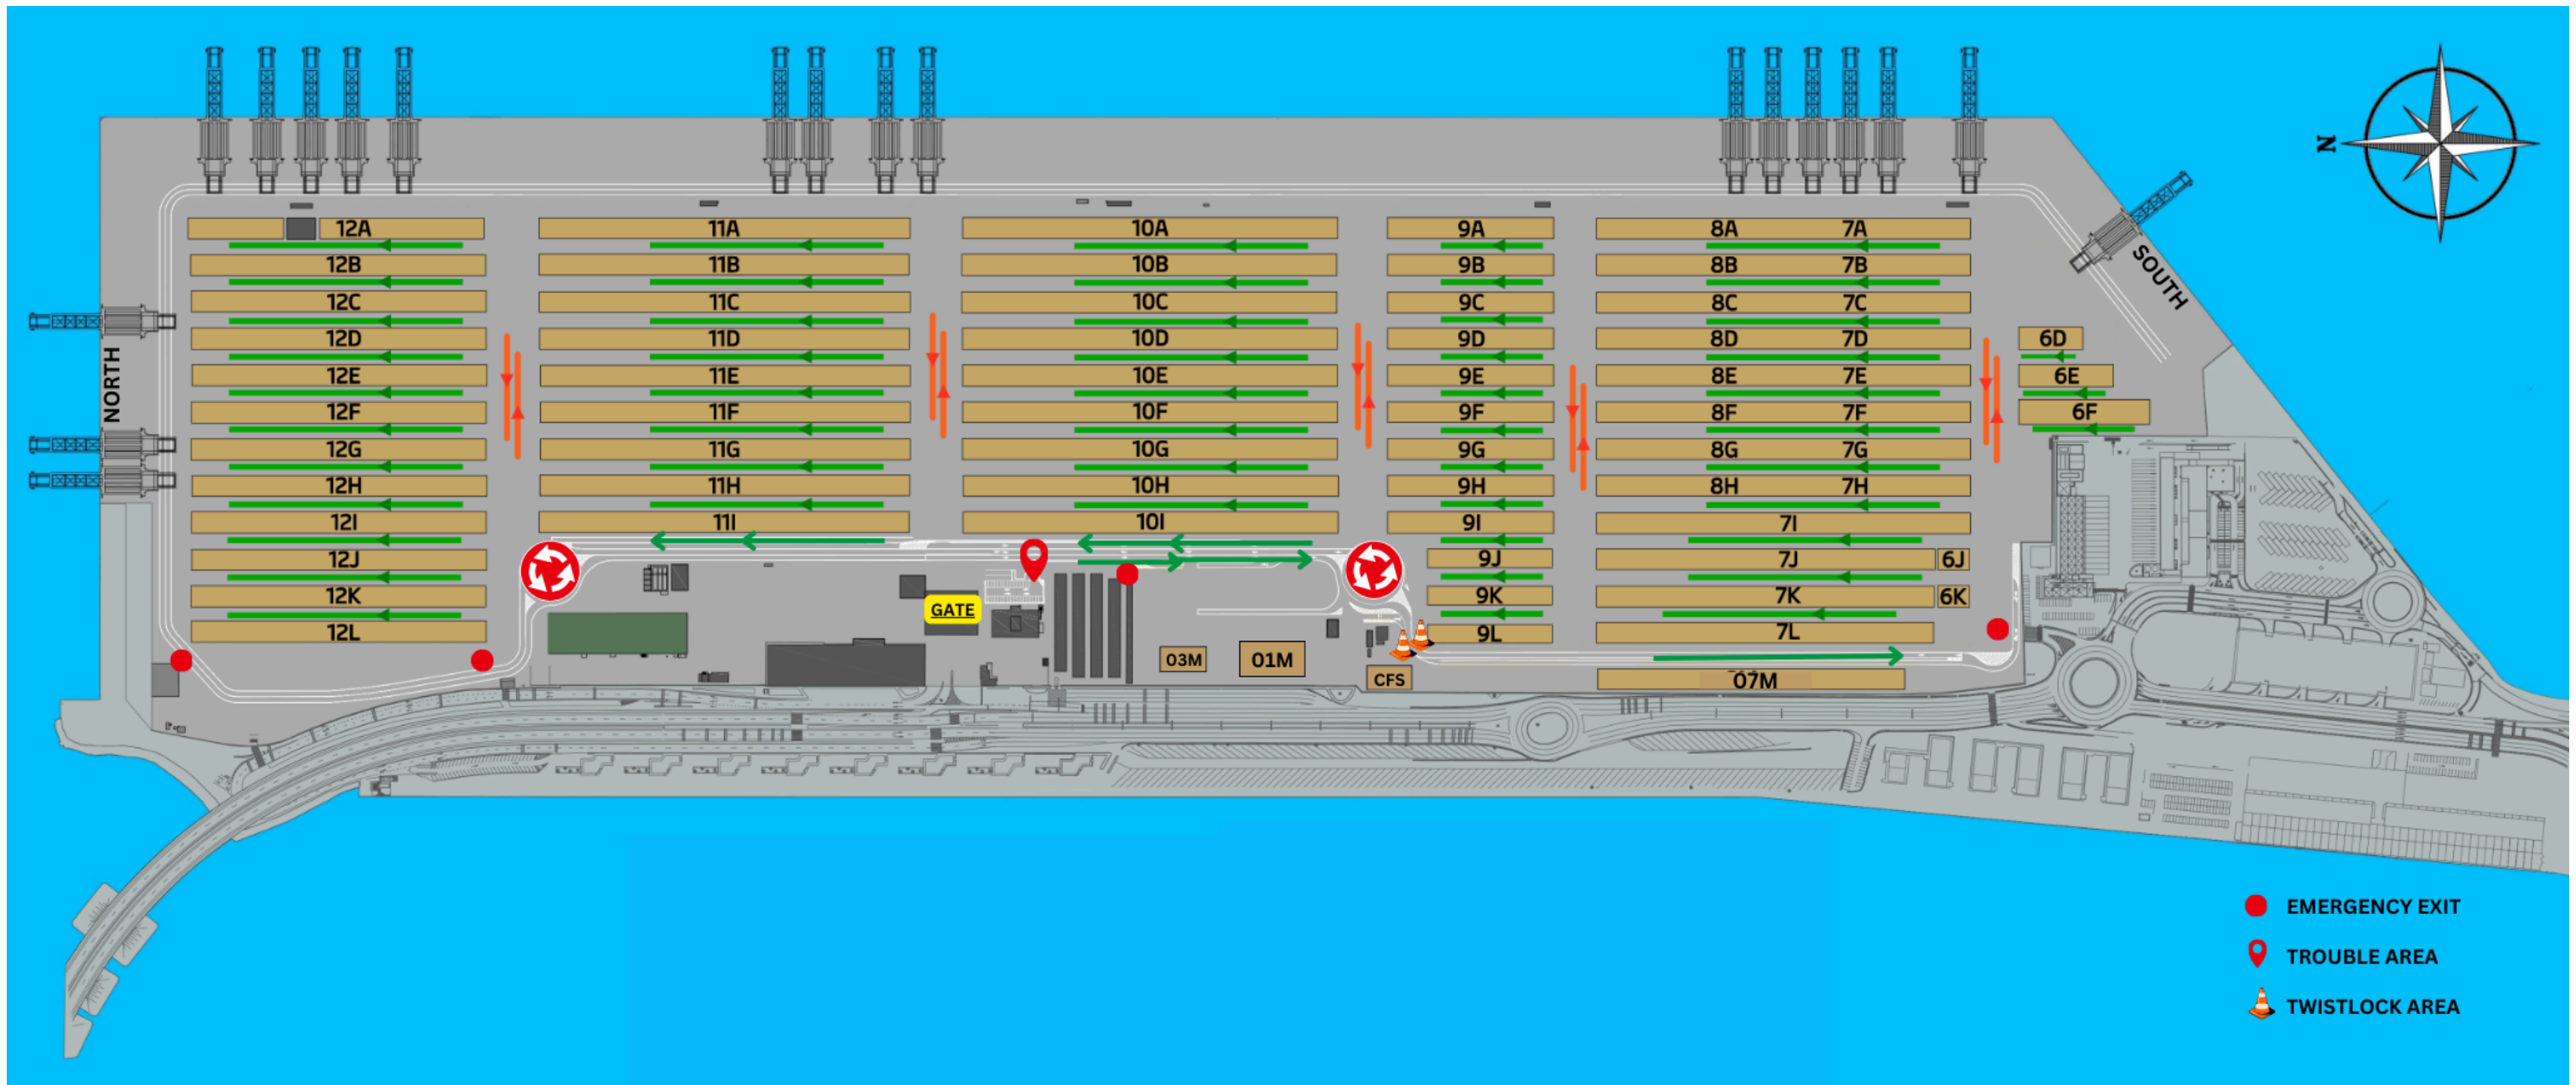 N
NORTH
SOUTH
12A 11A 10A 9A 8A 7A
12B 11B 10B 9B 8B 7B
12C 11C 10C 9C 8C 7C
12D 11D 10D 9D 8D 7D 6D
12E 11E 10E 9E 8E 7E 6E
12F 11F 10F 9F 8F 7F 6F
12G 11G 10G 9G 8G 7G
12H 11H 10H 9H 8H 7H
12I 11I 10I 9I 7I
12J 9J 7J 6J
12K 9K 7K 6K
GATE
12L 9L 7L
03M 01M
CFS 07M
EMERGENCY EXIT
TROUBLE AREA
TWISTLOCK AREA